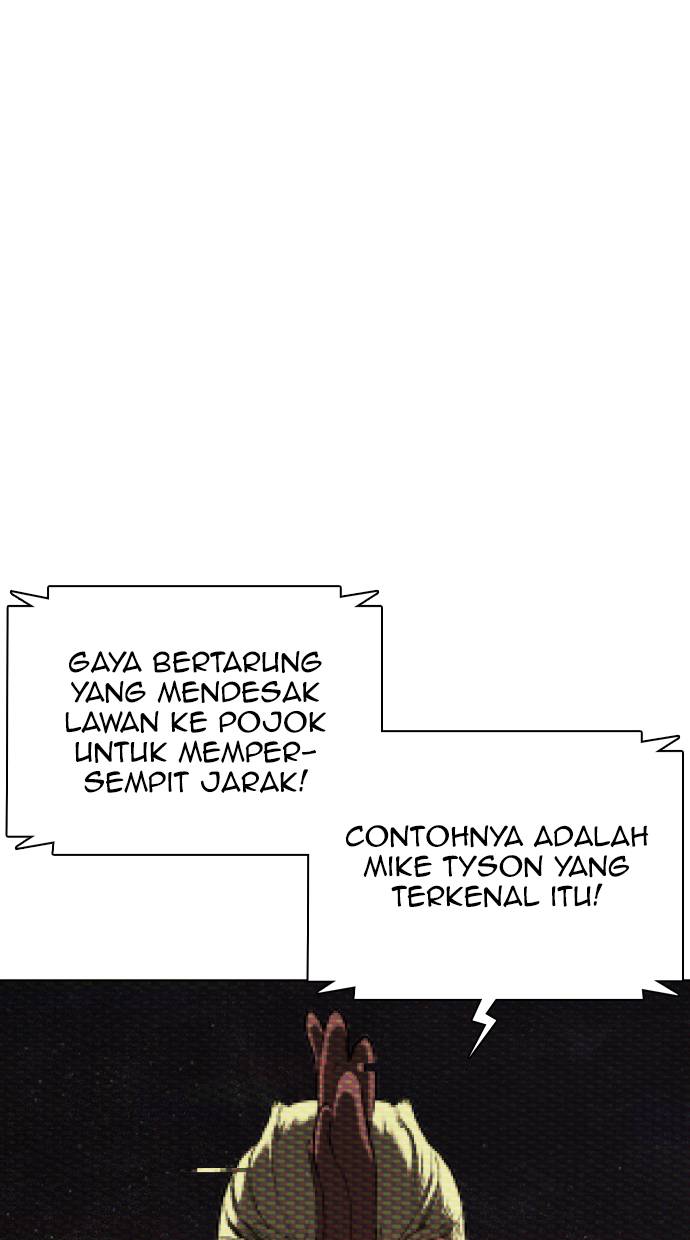 GAYA BERTARUNG
YANG MENDESAK
LAWAN KE POJOK
UNTUK MEMPER-
SEMPIT JARAK!
CONTOHNYA ADALAH
MIKE TYSON YANG
TERKENAL ITU!